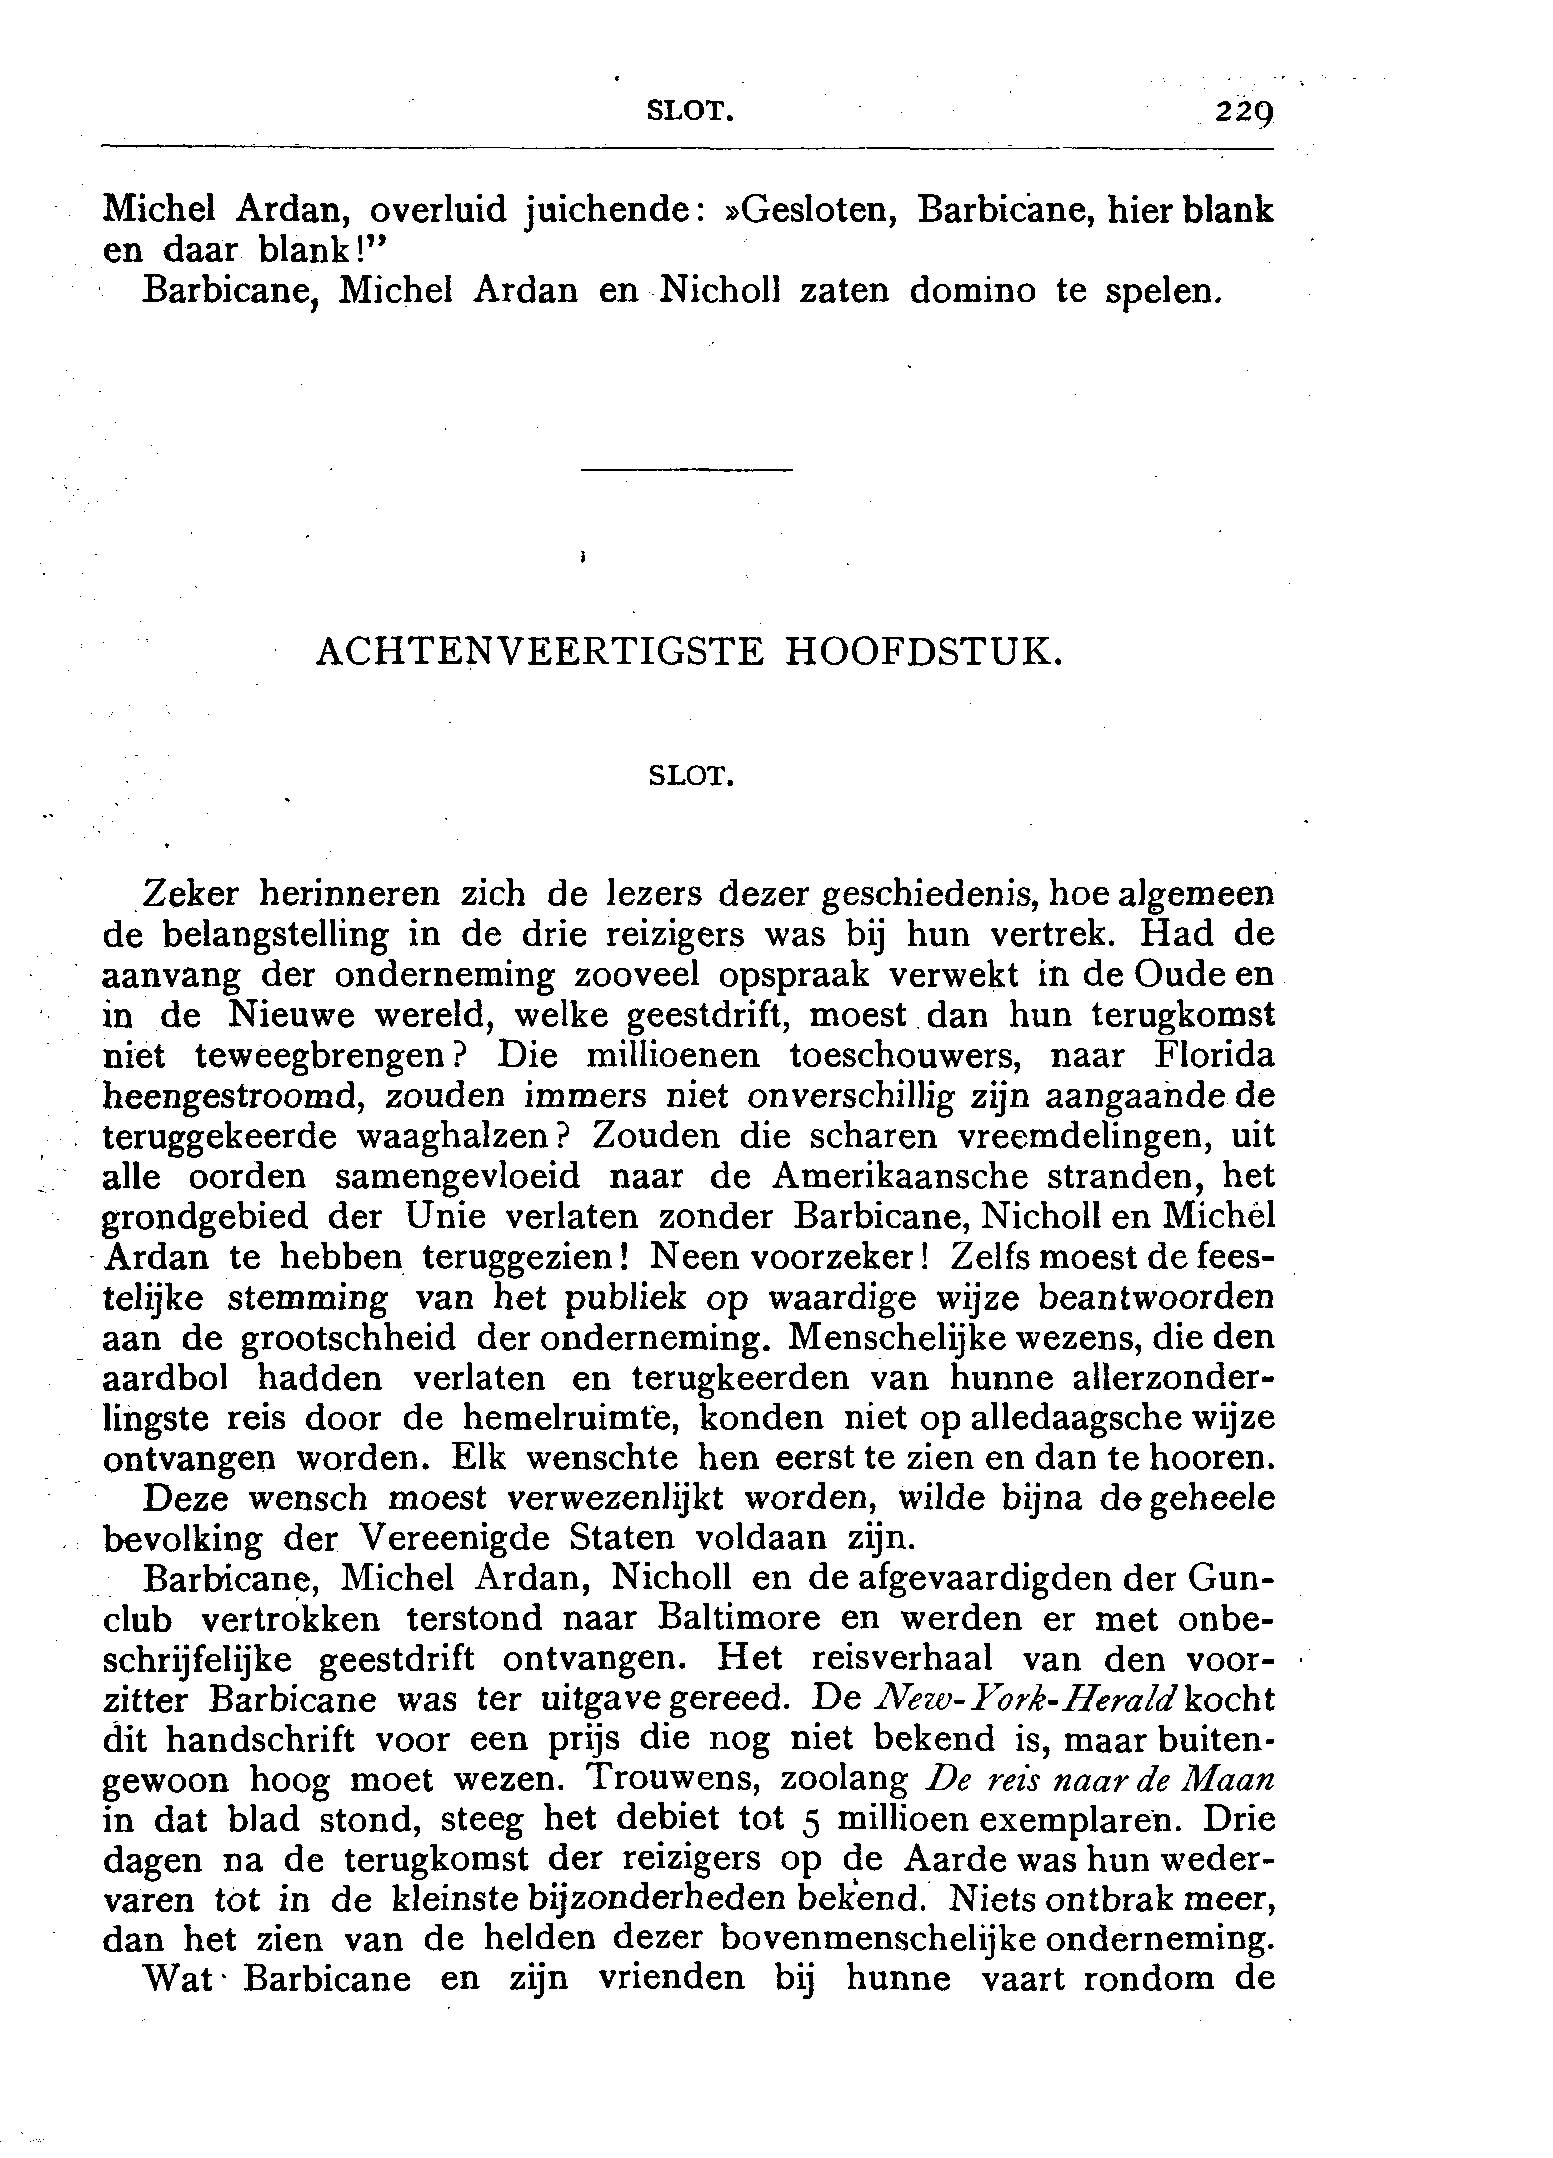 SLOT. 229
Michel Ardan, overluid juichende: »Gesloten, Barbicane, hier blank
en daar blank!”
Barbicane, Michel Ardan en Nicholl zaten domino te spelen.
ACHTENVEERTIGSTE HOOFDSTUK.
SLOT.
Zeker herinneren zich de lezers dezer geschiedenis, hoe algemeen
de belangstelling in de drie reizigers was bij hun vertrek. Had de
aanvang der onderneming zooveel opspraak verwekt in de Oude en
in de Nieuwe wereld, welke geestdrift, moest dan hun terugkomst
niet teweegbrengen? Die millioenen toeschouwers, naar Florida
heengestroomd, zouden immers niet onverschillig zijn aangaande de
teruggekeerde waaghalzen? Zouden die scharen vreemdelingen, uit
alle oorden samengevloeid naar de Amerikaansche stranden, het
grondgebied der Unie verlaten zonder Barbicane, Nicholl en Michel
Ardan te hebben teruggezien! Neen voorzeker! Zelfs moest de fees-
telijke stemming van het publiek op waardige wijze beantwoorden
aan de grootschheid der onderneming. Menschelijke wezens, die den
aardbol hadden verlaten en terugkeerden van hunne allerzonder-
lingste reis door de hemelruimte, konden niet op alledaagsche wijze
ontvangen worden. Elk wenschte hen eerst te zien en dan te hooren.
Deze wensch moest verwezenlijkt worden, wilde bijna de geheele
bevolking der Vereenigde Staten voldaan zijn.
Barbicane, Michel Ardan, Nicholl en de afgevaardigden der Gun-
club vertrokken terstond naar Baltimore en werden er met onbe-
schrijfelijke geestdrift ontvangen. Het reisverhaal van den voor-
zitter Barbicane was ter uitgave gereed. De New-York-Herald kocht
dit handschrift voor een prijs die nog niet bekend is, maar buiten-
gewoon hoog moet wezen. Trouwens, zoolang De reis naar de Maan
in dat blad stond, steeg het debiet tot 5 millioen exemplaren. Drie
dagen na de terugkomst der reizigers op de Aarde was hun weder-
varen tot in de kleinste bijzonderheden bekend. Niets ontbrak meer,
dan het zien van de helden dezer bovenmenschelijke onderneming.
Wat Barbicane en zijn vrienden bij hunne vaart rondom de